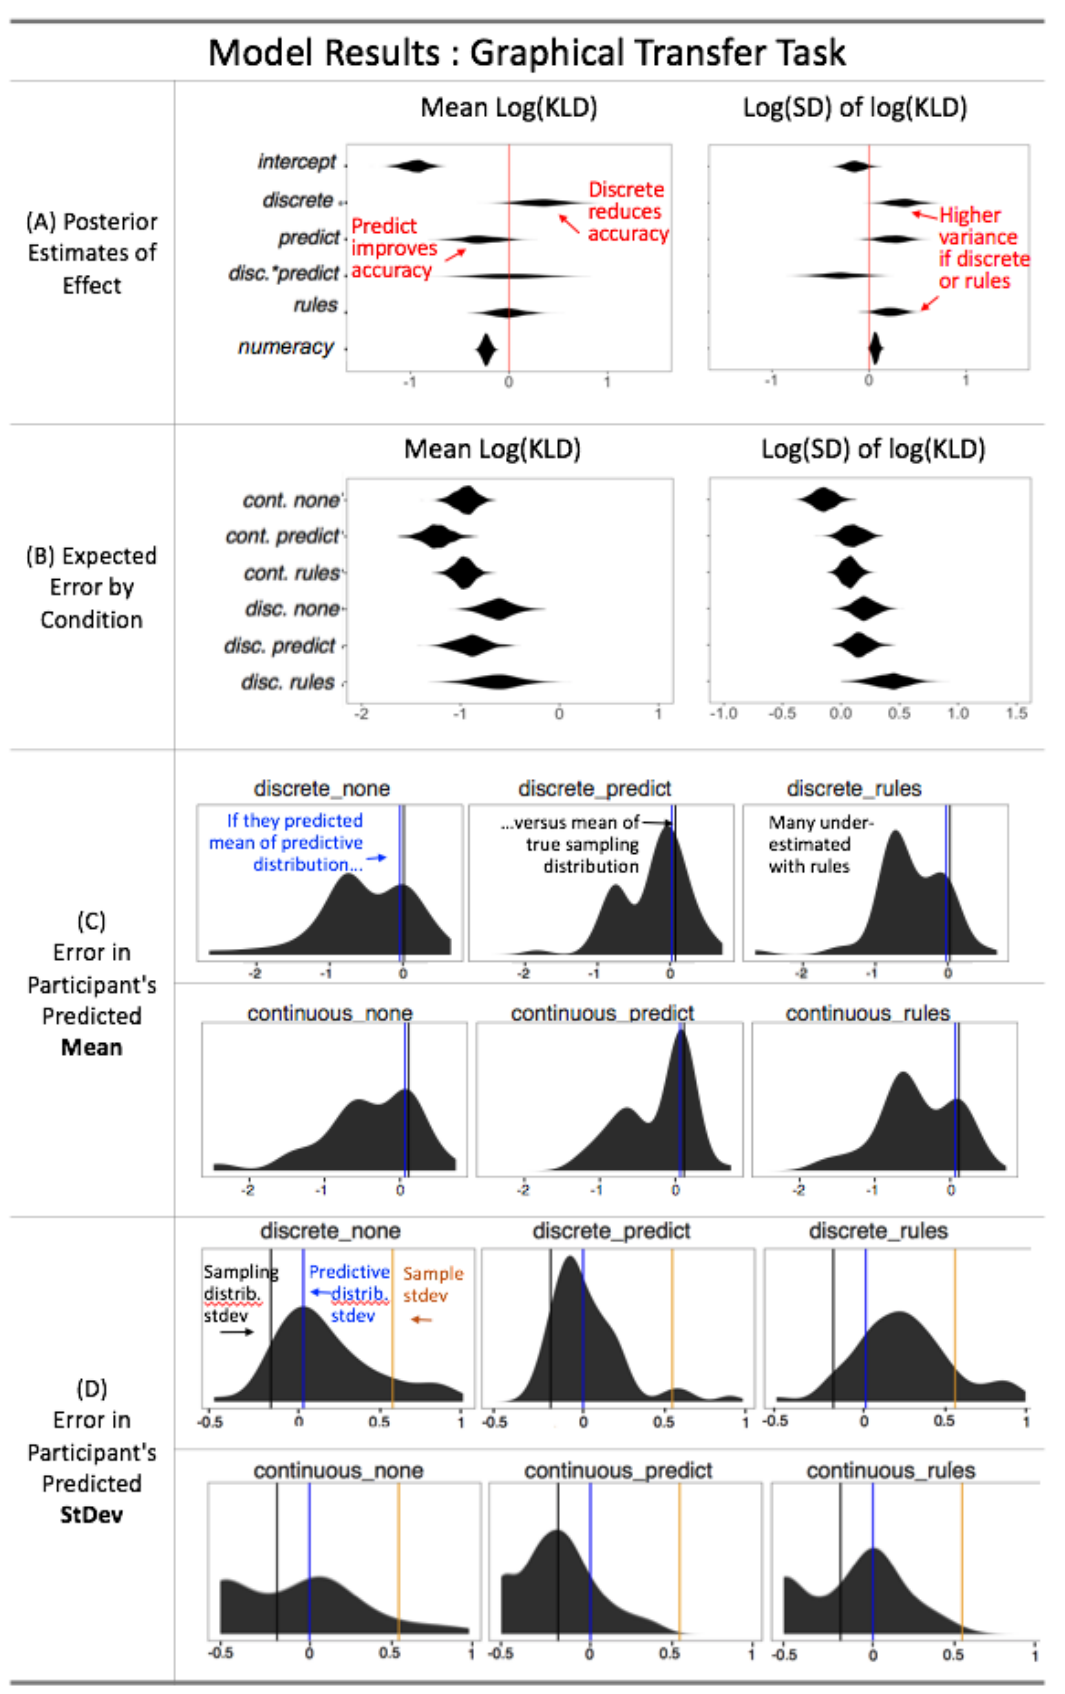 Model Results : Graphical Transfer Task
(A) Posterior
Estimates of
Effect
Mean Log(KLD)
Log(SD) of log(KLD)
intercept
discrete
predict
disc.*predict
rules
numeracy
Predict
improves
accuracy
Discrete
reduces
accuracy
Higher
variance
if discrete
or rules
-1 0 1
-1 0 1
(B) Expected
Error by
Condition
Mean Log(KLD)
Log(SD) of log(KLD)
cont. none
cont. predict
cont. rules
disc. none
disc. predict
disc. rules
-2 -1 0 1
-1.0 -0.5 0.0 0.5 1.0 1.5
(C)
Error in
Participant's
Predicted
Mean
discrete_none
discrete_predict
discrete_rules
If they predicted
mean of predictive
distribution...
...versus mean of
true sampling
distribution
Many under-
estimated
with rules
-2 -1 0
-2 -1 0
-2 -1 0
continuous_none
continuous_predict
continuous_rules
-2 -1 0
-2 -1 0
-2 -1 0
(D)
Error in
Participant's
Predicted
StDev
discrete_none
discrete_predict
discrete_rules
Sampling
distrib.
stdev
Predictive
distrib.
stdev
Sample
stdev
-0.5 0 0.5 1
-0.5 0 0.5 1
-0.5 0 0.5 1
continuous_none
continuous_predict
continuous_rules
-0.5 0 0.5 1
-0.5 0 0.5 1
-0.5 0 0.5 1